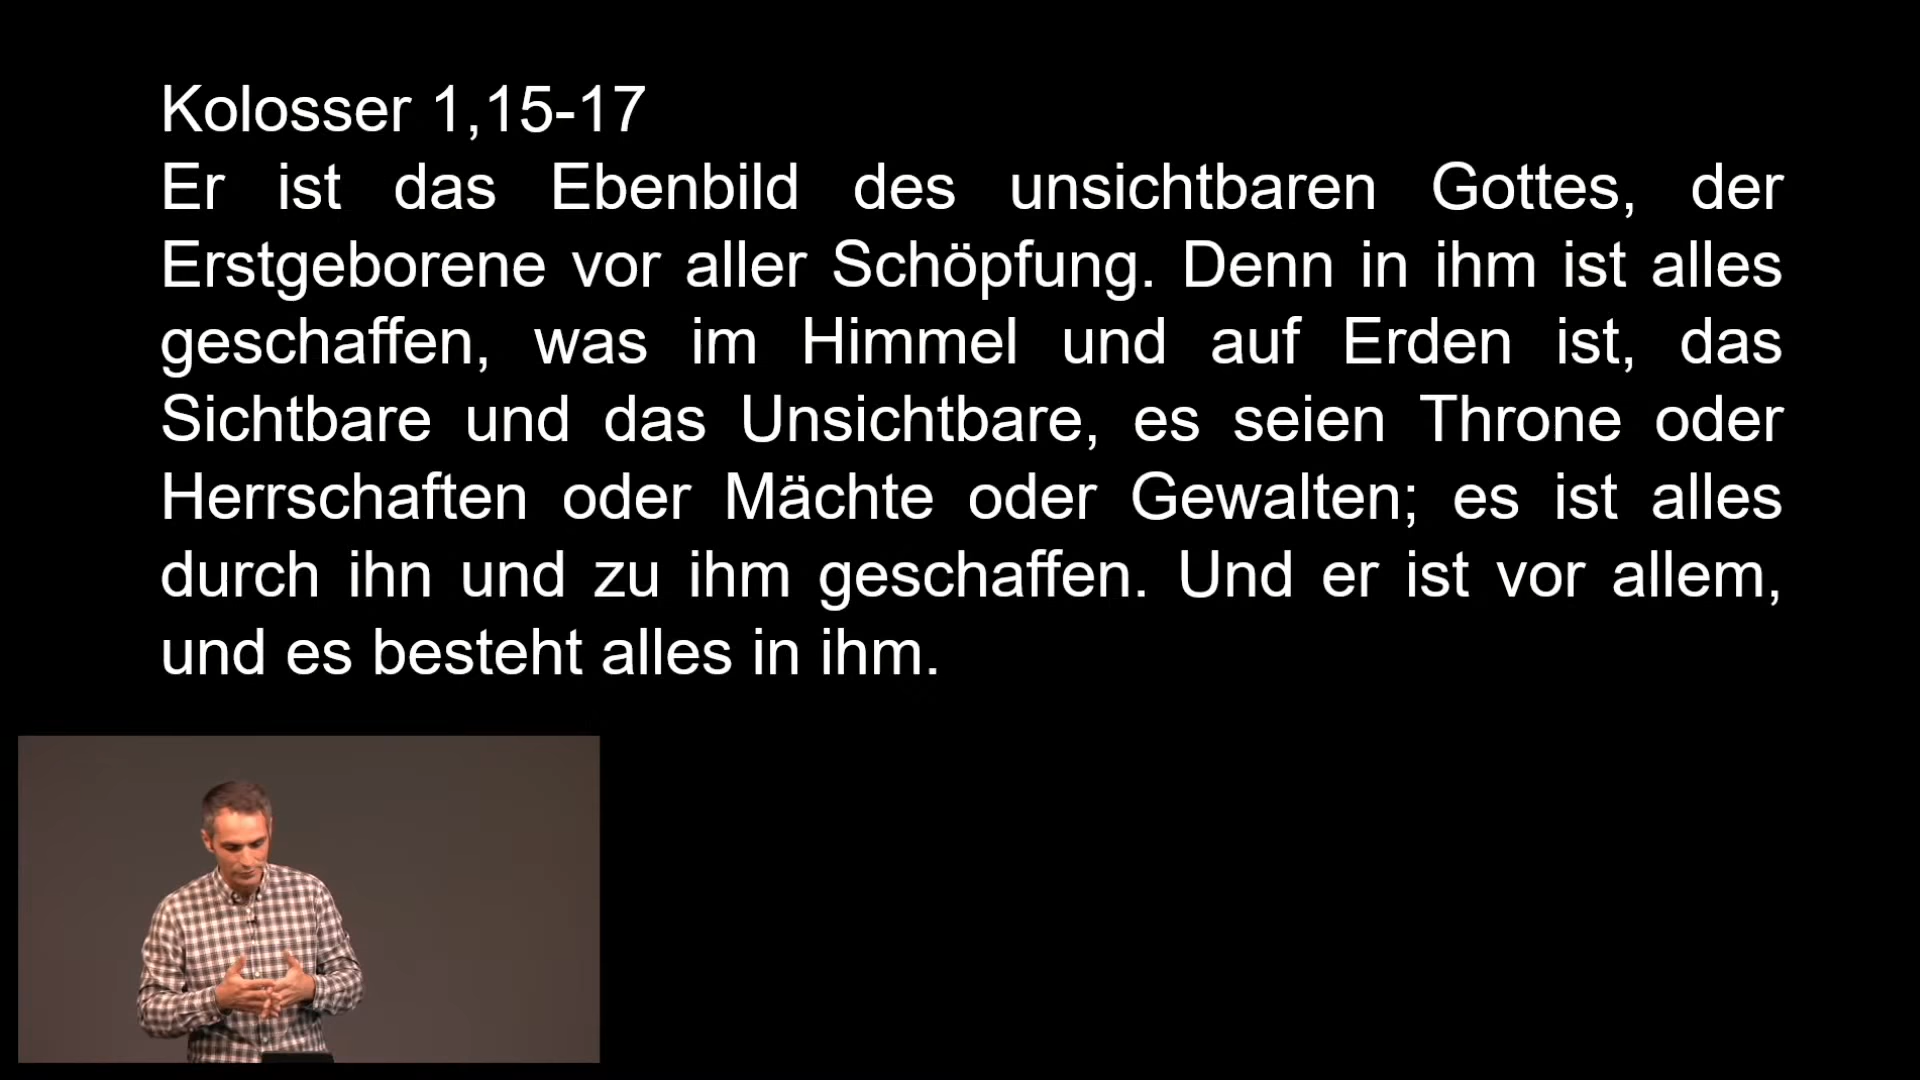 Kolosser 1,15-17
Er ist das Ebenbild des unsichtbaren Gottes, der
Erstgeborene vor aller Schöpfung. Denn in ihm ist alles
geschaffen, was im Himmel und auf Erden ist, das
Sichtbare und das Unsichtbare, es seien Throne oder
Herrschaften oder Mächte oder Gewalten; es ist alles
durch ihn und zu ihm geschaffen. Und er ist vor allem,
und es besteht alles in ihm.